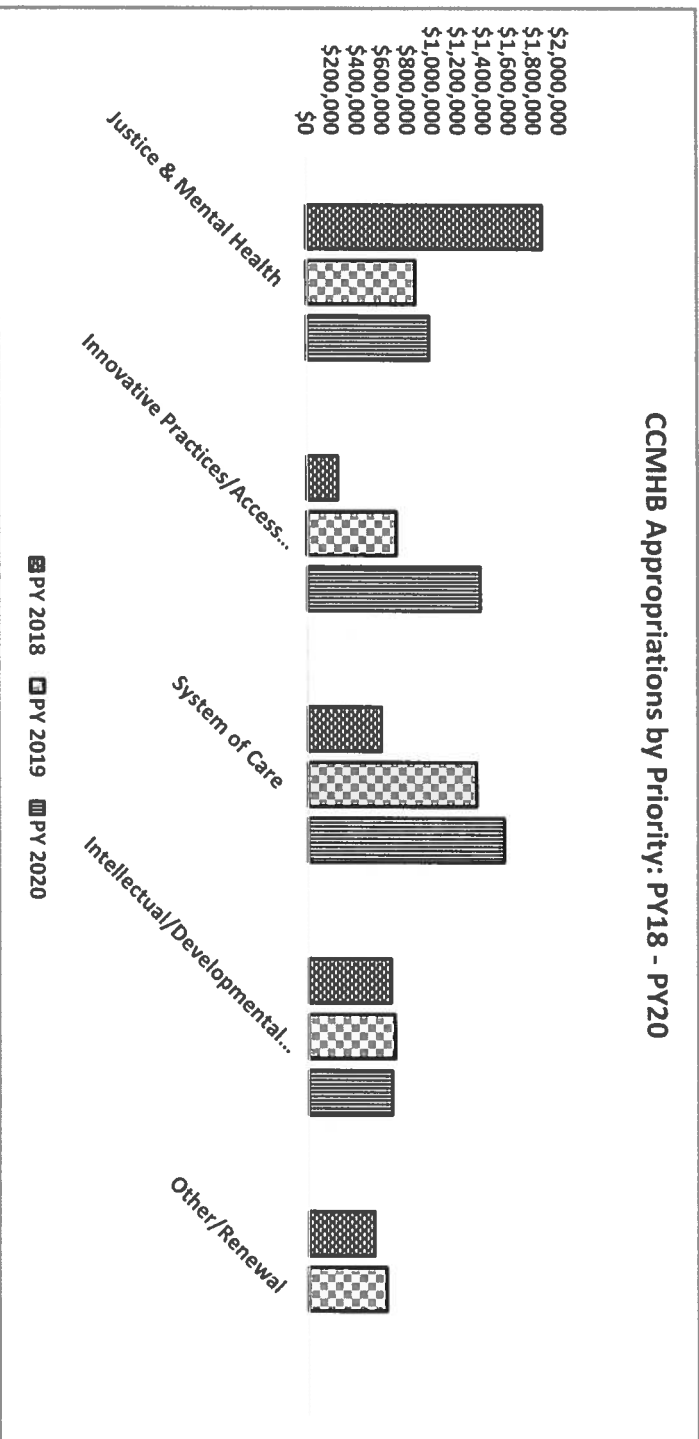 CCMHB Appropriations by Priority: PY18 - PY20
$2,000,000
$1,800,000
$1,600,000
$1,400,000
$1,200,000
$1,000,000
$800,000
$600,000
$400,000
$200,000
$0
Justice & Mental Health
Innovative Practices/Access...
System of Care
Intellectual/Developmental...
Other/Renewal
PY 2018 PY 2019 PY 2020